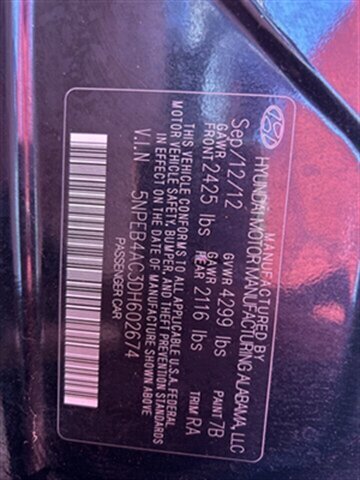 MANUFACTURED BY
HYUNDAI MOTOR MANUFACTURING ALABAMA, LLC
Sep/12/12 GVWR 4299 lbs PAINT 7B
GAWR FRONT 2425 lbs REAR 2116 lbs TRIM RA
THIS VEHICLE CONFORMS TO ALL APPLICABLE U.S.A. FEDERAL
MOTOR VEHICLE SAFETY, BUMPER, AND THEFT PREVENTION
STANDARDS IN EFFECT ON THE DATE OF MANUFACTURE SHOWN ABOVE
V.I.N 5NPEB4AC3DH602674
PASSENGER CAR